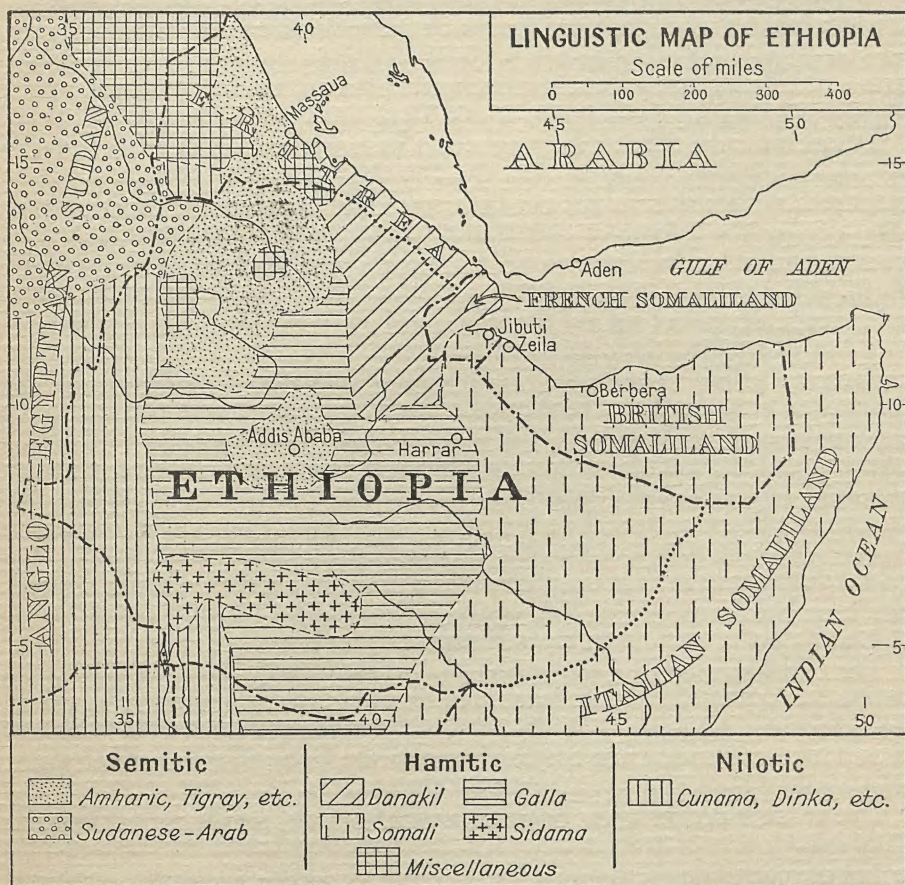 LINGUISTIC MAP OF ETHIOPIA
Scale of miles
0 100 200 300 400
35
40
45
50
15
15
SUDAN
ERITREA
Massaua
ARABIA
Aden
GULF OF ADEN
FRENCH SOMALILAND
Jibuti
Zeila
ANGLO-EGYPTIAN
10
10
Berbera
BRITISH
SOMALILAND
Addis Ababa
Harrar
ETHIOPIA
ITALIAN SOMALILAND
INDIAN OCEAN
5
5
35
40
45
50
Semitic
Amharic, Tigray, etc.
Sudanese-Arab
Hamitic
Danakil
Galla
Somali
Sidama
Miscellaneous
Nilotic
Cunama, Dinka, etc.